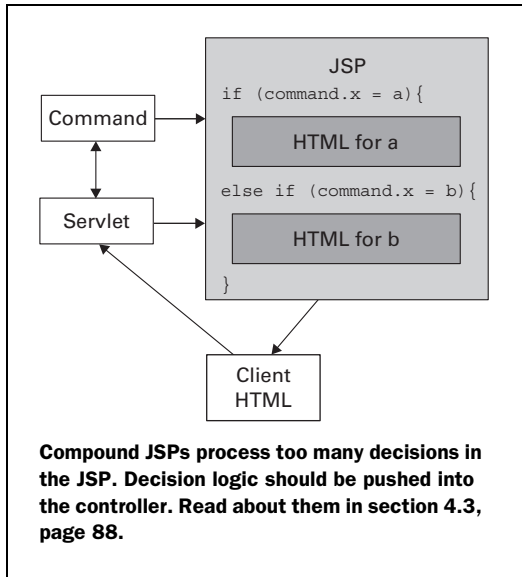 JSP
if (command.x = a){
Command
HTML for a
else if (command.x = b){
Servlet
HTML for b
}
Client
HTML
Compound JSPs process too many decisions in
the JSP. Decision logic should be pushed into
the controller. Read about them in section 4.3,
page 88.